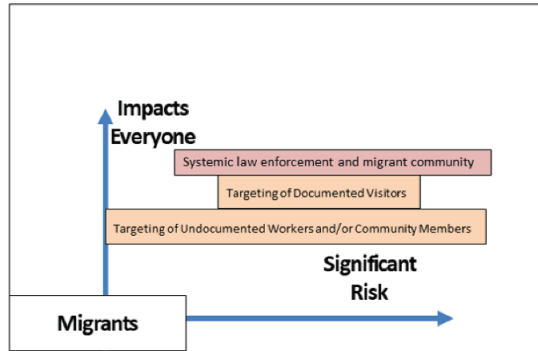 Impacts
Everyone
Systemic law enforcement and migrant community
Targeting of Documented Visitors
Targeting of Undocumented Workers and/or Community Members
Significant
Risk
Migrants